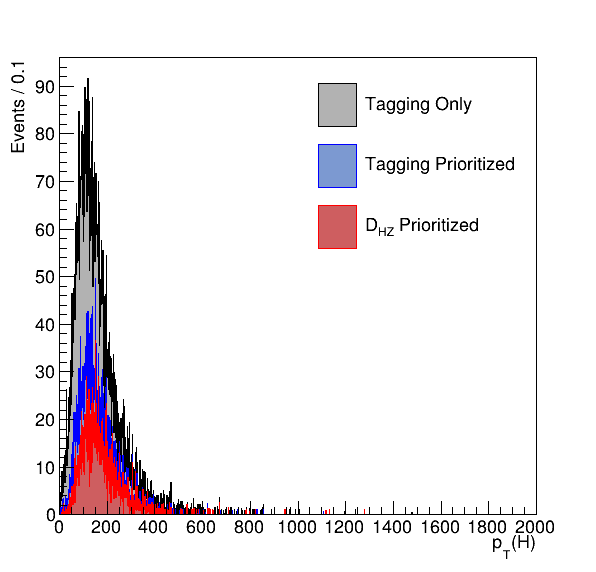 Events / 0.1
90
80
70
60
50
40
30
20
10
0
Tagging Only
Tagging Prioritized
D_HZ Prioritized
0 200 400 600 800 1000 1200 1400 1600 1800 2000
p_T(H)